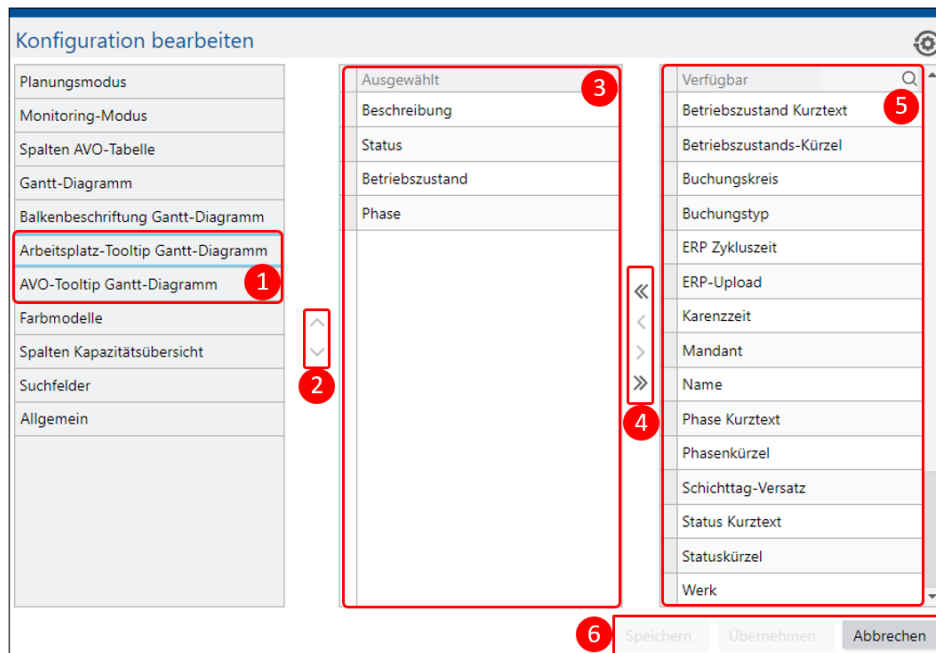 Konfiguration bearbeiten
Planungsmodus
Monitoring-Modus
Spalten AVO-Tabelle
Gantt-Diagramm
Balkenbeschriftung Gantt-Diagramm
Arbeitsplatz-Tooltip Gantt-Diagramm
AVO-Tooltip Gantt-Diagramm
1
Farbmodelle
Spalten Kapazitätsübersicht
Suchfelder
Allgemein
2
Ausgewählt
3
Beschreibung
Status
Betriebszustand
Phase
4
Verfügbar
5
Betriebszustand Kurztext
Betriebszustands-Kürzel
Buchungskreis
Buchungstyp
ERP Zykluszeit
ERP-Upload
Karenzzeit
Mandant
Name
Phase Kurztext
Phasenkürzel
Schichttag-Versatz
Status Kurztext
Statuskürzel
Werk
6
Speichern
Übernehmen
Abbrechen